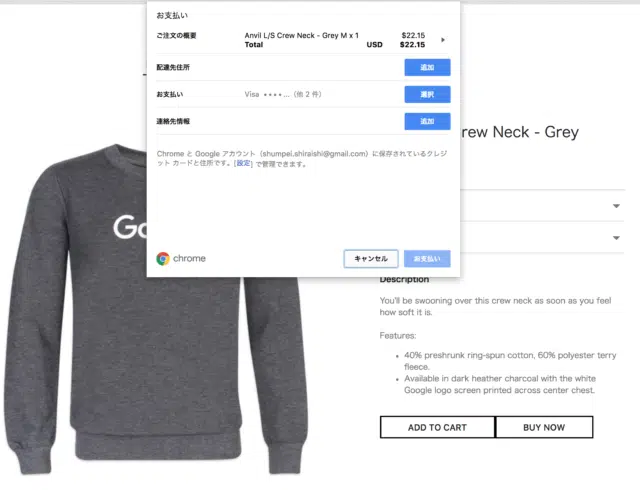 お支払い
ご注文の概要 Anvil L/S Crew Neck - Grey M x 1 $22.15
Total USD $22.15
配達先住所 追加
お支払い Visa ••••...（他 2 件） 選択
連絡先情報 追加
Chrome と Google アカウント（shumpei.shiraishi@gmail.com）に保存されているクレジ
ット カードと住所です。[設定] で管理できます。
chrome キャンセル お支払い
rew Neck - Grey
Go
Description
You'll be swooning over this crew neck as soon as you feel
how soft it is.
Features:
• 40% preshrunk ring-spun cotton, 60% polyester terry
fleece.
• Available in dark heather charcoal with the white
Google logo screen printed across center chest.
ADD TO CART BUY NOW